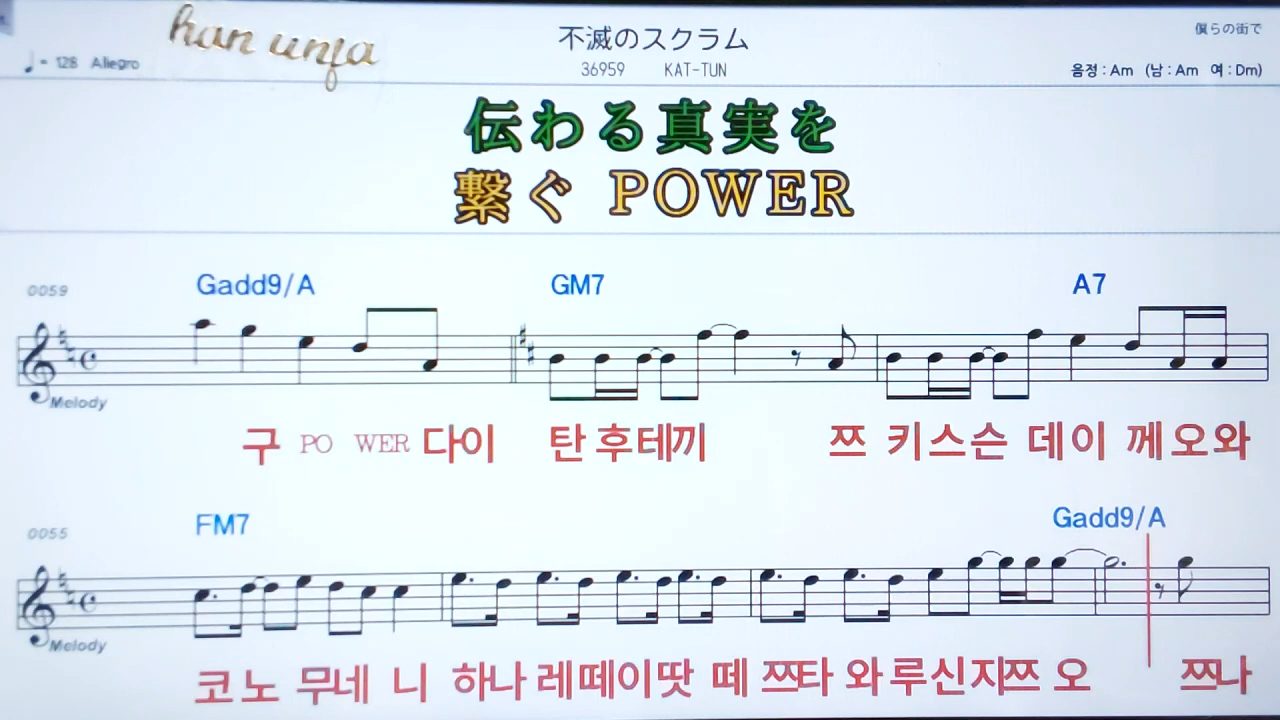 han unfa
不滅のスクラム
僕らの街で
♩= 128 Allegro
36959 KAT-TUN
음정 : Am (남 : Am 여 : Dm)
伝わる真実を
繋ぐ POWER
0059 Gadd9/A GM7 A7
Melody
구 PO WER 다이 탄 후테끼 쯔 키스슨 데이 께오와
0055 FM7 Gadd9/A
Melody
코노 무네 니 하나 레떼이땃 떼 쯔타 와루신지쯔 오 쯔나